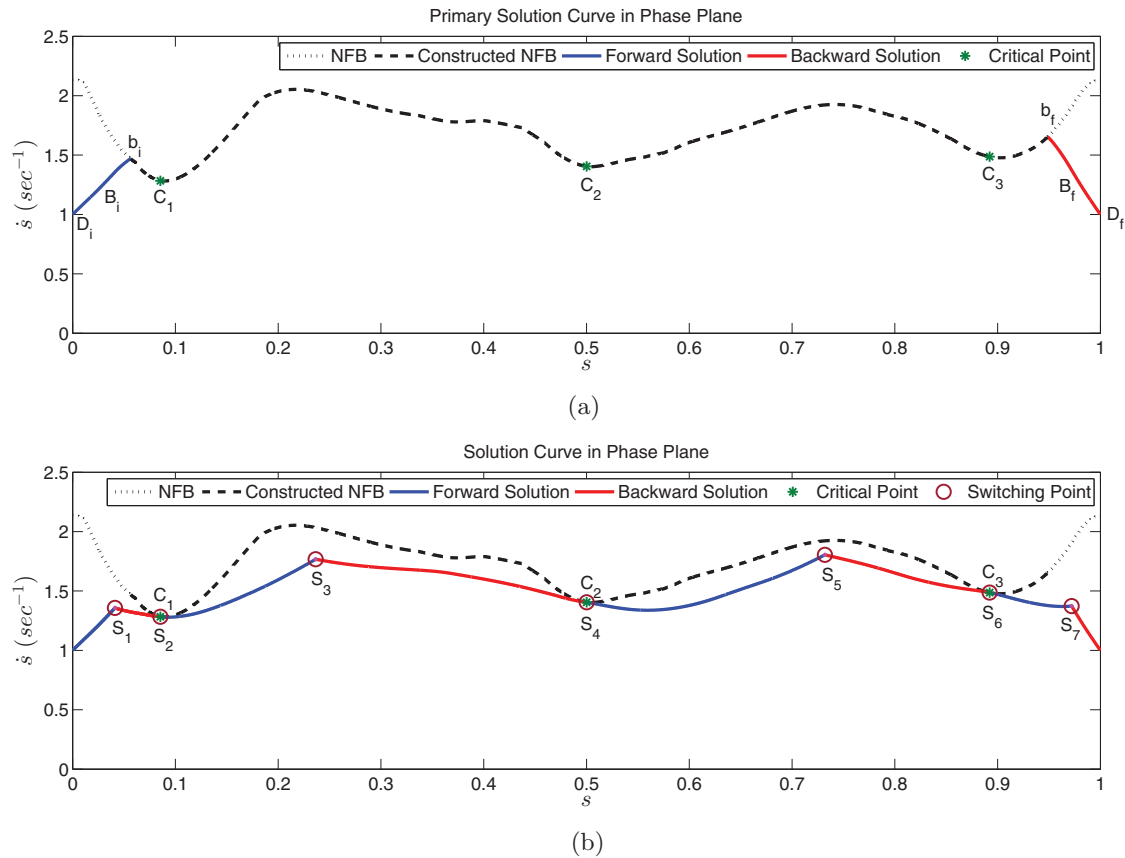 Primary Solution Curve in Phase Plane
NFB Constructed NFB Forward Solution Backward Solution Critical Point
2.5
2
1.5
1
0.5
0
ṡ (sec⁻¹)
D_i
B_i
b_i
C_1
C_2
C_3
b_f
B_f
D_f
0 0.1 0.2 0.3 0.4 0.5 0.6 0.7 0.8 0.9 1
s
(a)
Solution Curve in Phase Plane
NFB Constructed NFB Forward Solution Backward Solution Critical Point Switching Point
2.5
2
1.5
1
0.5
0
ṡ (sec⁻¹)
S_1
C_1
S_2
S_3
C_2
S_4
S_5
C_3
S_6
S_7
0 0.1 0.2 0.3 0.4 0.5 0.6 0.7 0.8 0.9 1
s
(b)